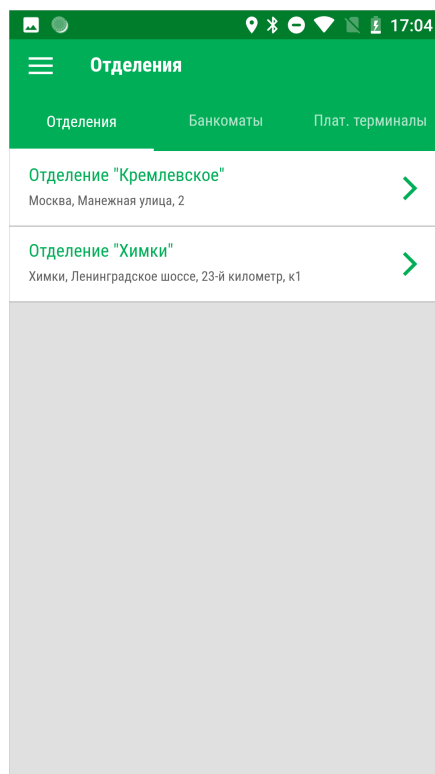 17:04
Отделения
Отделения
Банкоматы
Плат. терминалы
Отделение "Кремлевское"
Москва, Манежная улица, 2
Отделение "Химки"
Химки, Ленинградское шоссе, 23-й километр, к1